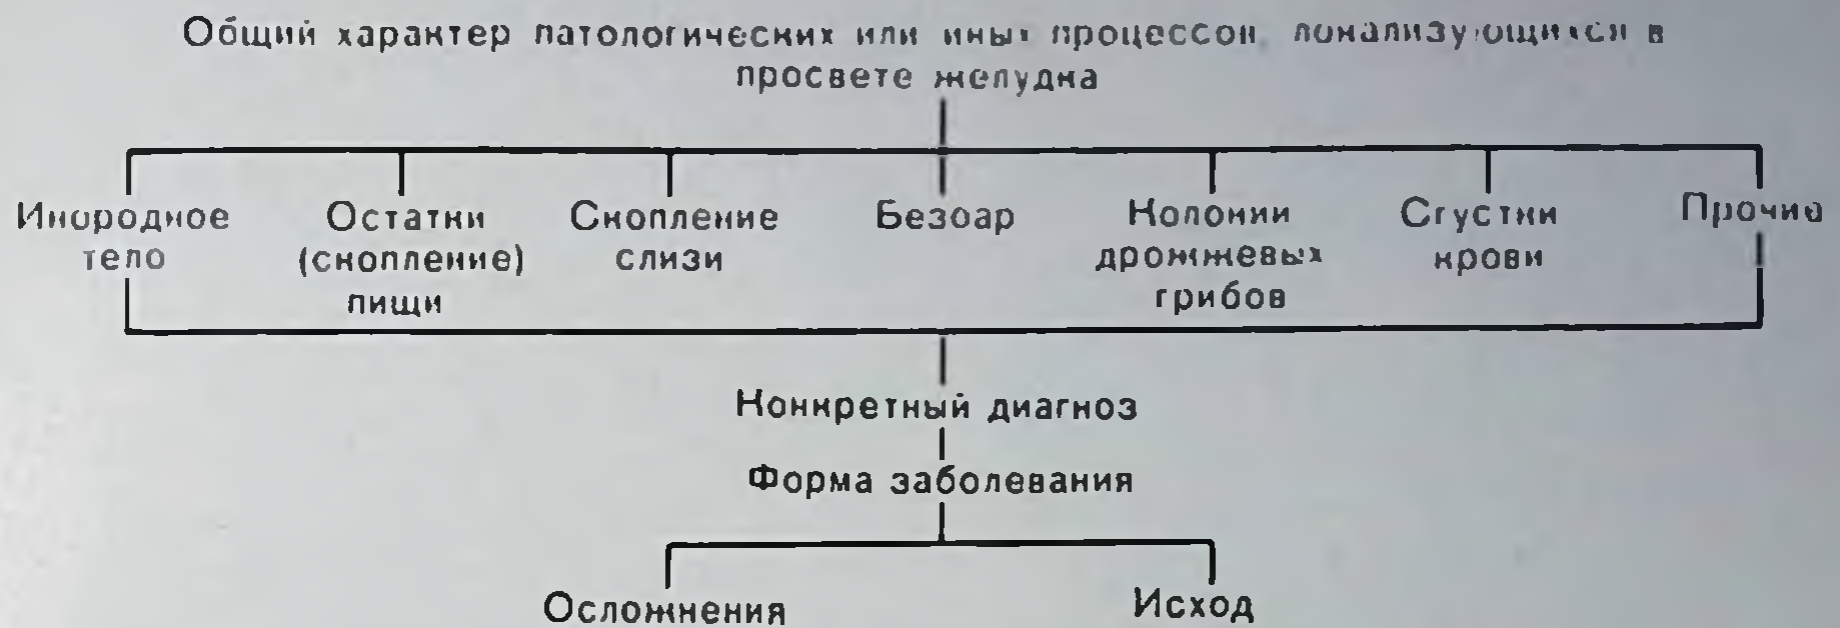 Общий характер патологических или иных процессов, локализующихся в
просвете желудка
Инородное
тело
Остатки
(скопление)
пищи
Скопление
слизи
Безоар
Колонии
дрожжевых
грибов
Сгустки
крови
Прочие
Конкретный диагноз
Форма заболевания
Осложнения
Исход